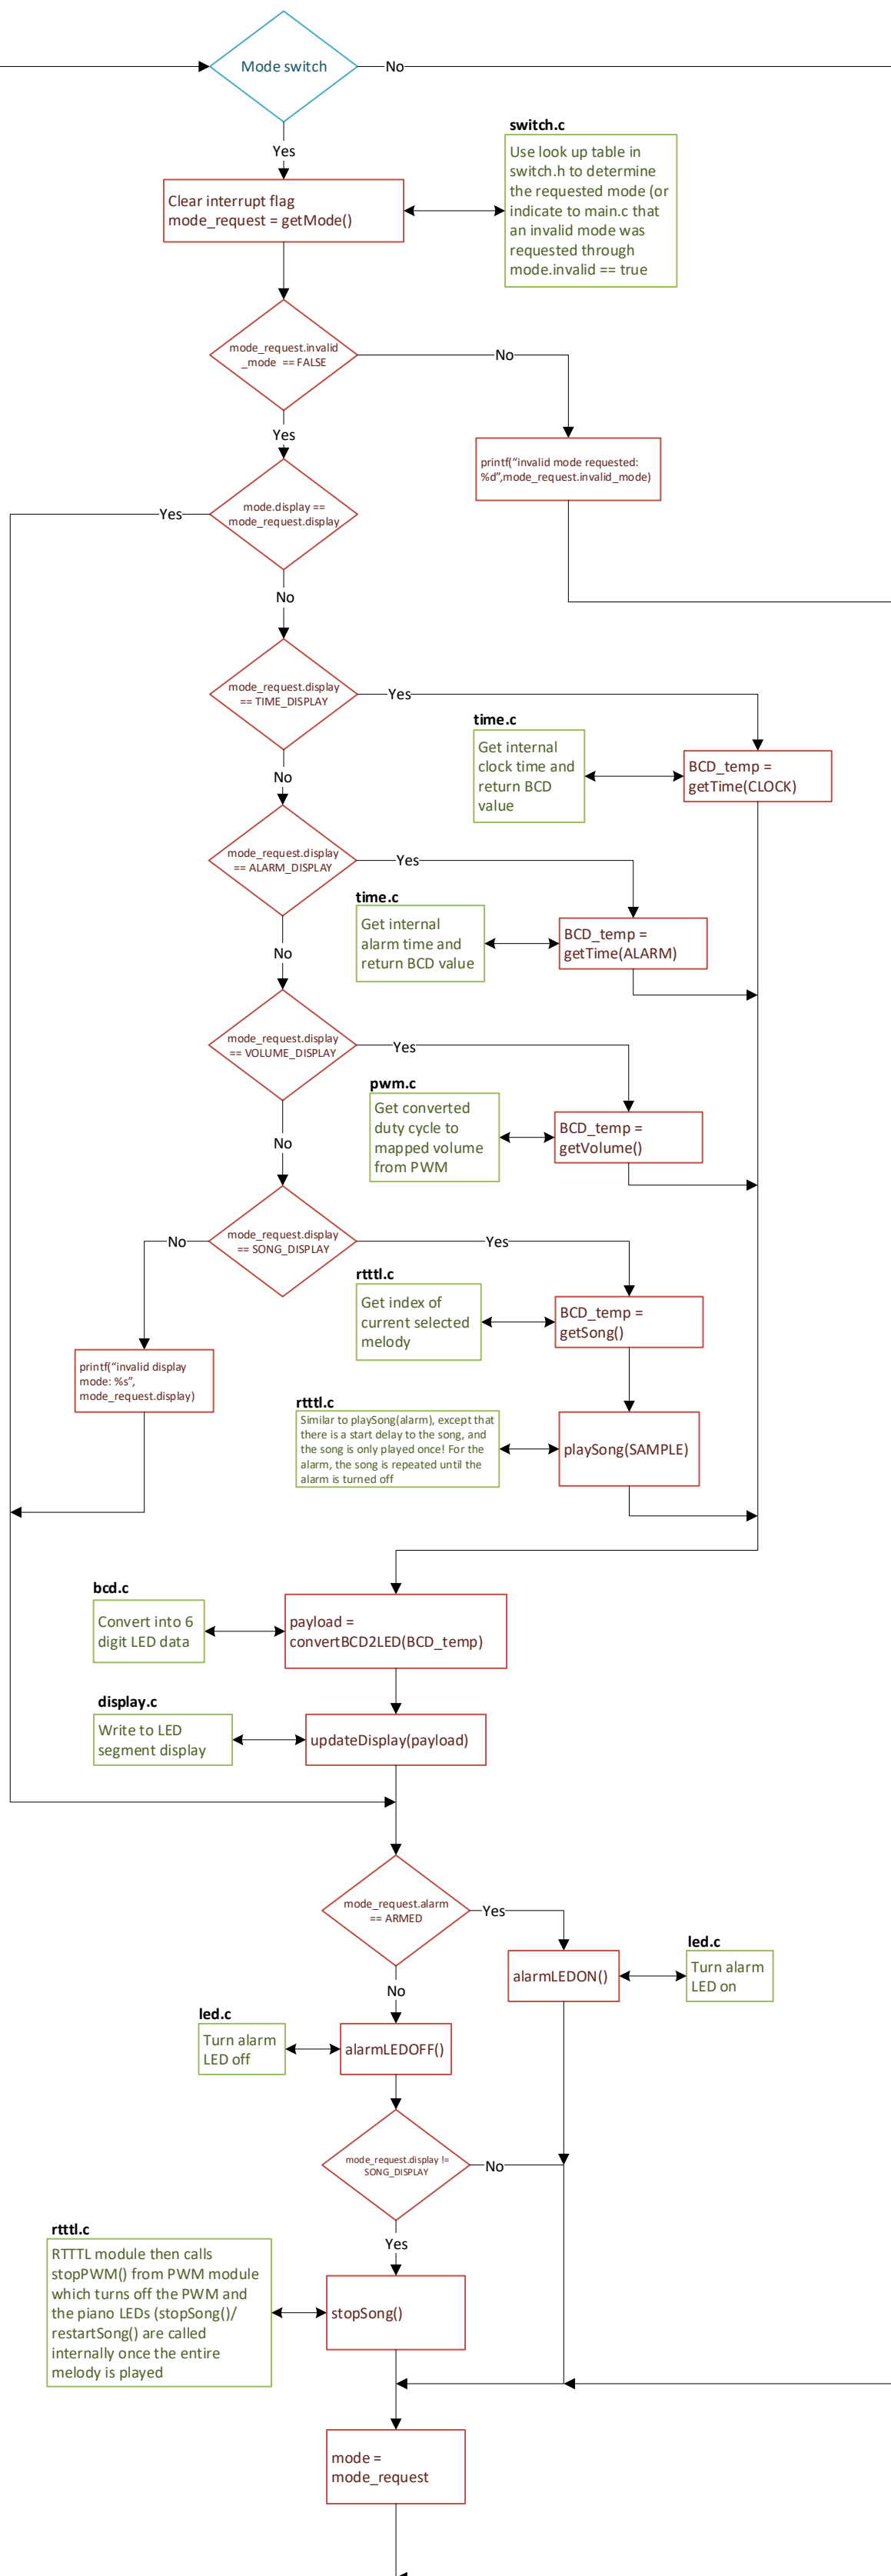 Mode switch
No
Yes
switch.c
Use look up table in
switch.h to determine
the requested mode (or
indicate to main.c that
an invalid mode was
requested through
mode.invalid == true
Clear interrupt flag
mode_request = getMode()
mode_request.invalid
_mode == FALSE
No
Yes
printf("invalid mode requested:
%d",mode_request.invalid_mode)
mode.display ==
mode_request.display
Yes
No
mode_request.display
== TIME_DISPLAY
Yes
No
time.c
Get internal
clock time and
return BCD
value
BCD_temp =
getTime(CLOCK)
mode_request.display
== ALARM_DISPLAY
Yes
No
time.c
Get internal
alarm time and
return BCD value
BCD_temp =
getTime(ALARM)
mode_request.display
== VOLUME_DISPLAY
Yes
No
pwm.c
Get converted
duty cycle to
mapped volume
from PWM
BCD_temp =
getVolume()
mode_request.display
== SONG_DISPLAY
No
Yes
rtttl.c
Get index of
current selected
melody
BCD_temp =
getSong()
printf("invalid display
mode: %s",
mode_request.display)
rtttl.c
Similar to playSong(alarm), except that
there is a start delay to the song, and
the song is only played once! For the
alarm, the song is repeated until the
alarm is turned off
playSong(SAMPLE)
bcd.c
Convert into 6
digit LED data
payload =
convertBCD2LED(BCD_temp)
display.c
Write to LED
segment display
updateDisplay(payload)
mode_request.alarm
== ARMED
Yes
No
alarmLEDON()
led.c
Turn alarm
LED on
led.c
Turn alarm
LED off
alarmLEDOFF()
mode_request.display !=
SONG_DISPLAY
No
Yes
rtttl.c
RTTTL module then calls
stopPWM() from PWM module
which turns off the PWM and
the piano LEDs (stopSong()/
restartSong() are called
internally once the entire
melody is played
stopSong()
mode =
mode_request